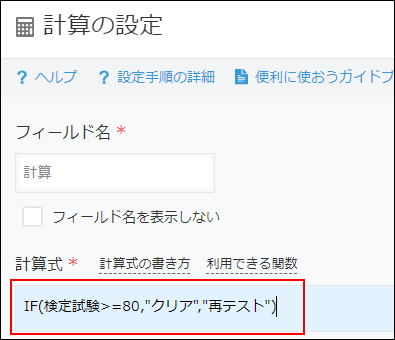 計算の設定
? ヘルプ ? 設定手順の詳細 便利に使おうガイドブ
フィールド名 *
計算
フィールド名を表示しない
計算式 * 計算式の書き方 利用できる関数
IF(検定試験>=80,"クリア","再テスト")